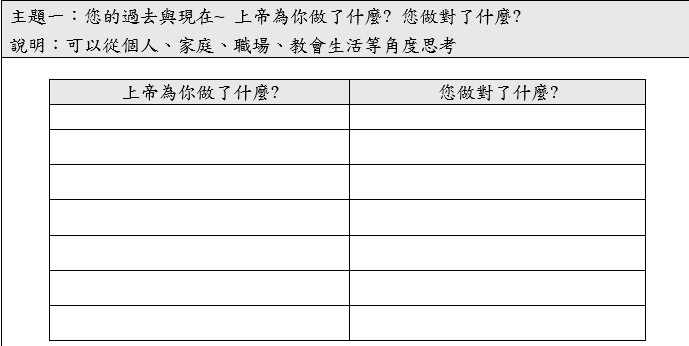 主題一：您的過去與現在~ 上帝為你做了什麼? 您做對了什麼?
說明：可以從個人、家庭、職場、教會生活等角度思考
上帝為你做了什麼?
您做對了什麼?